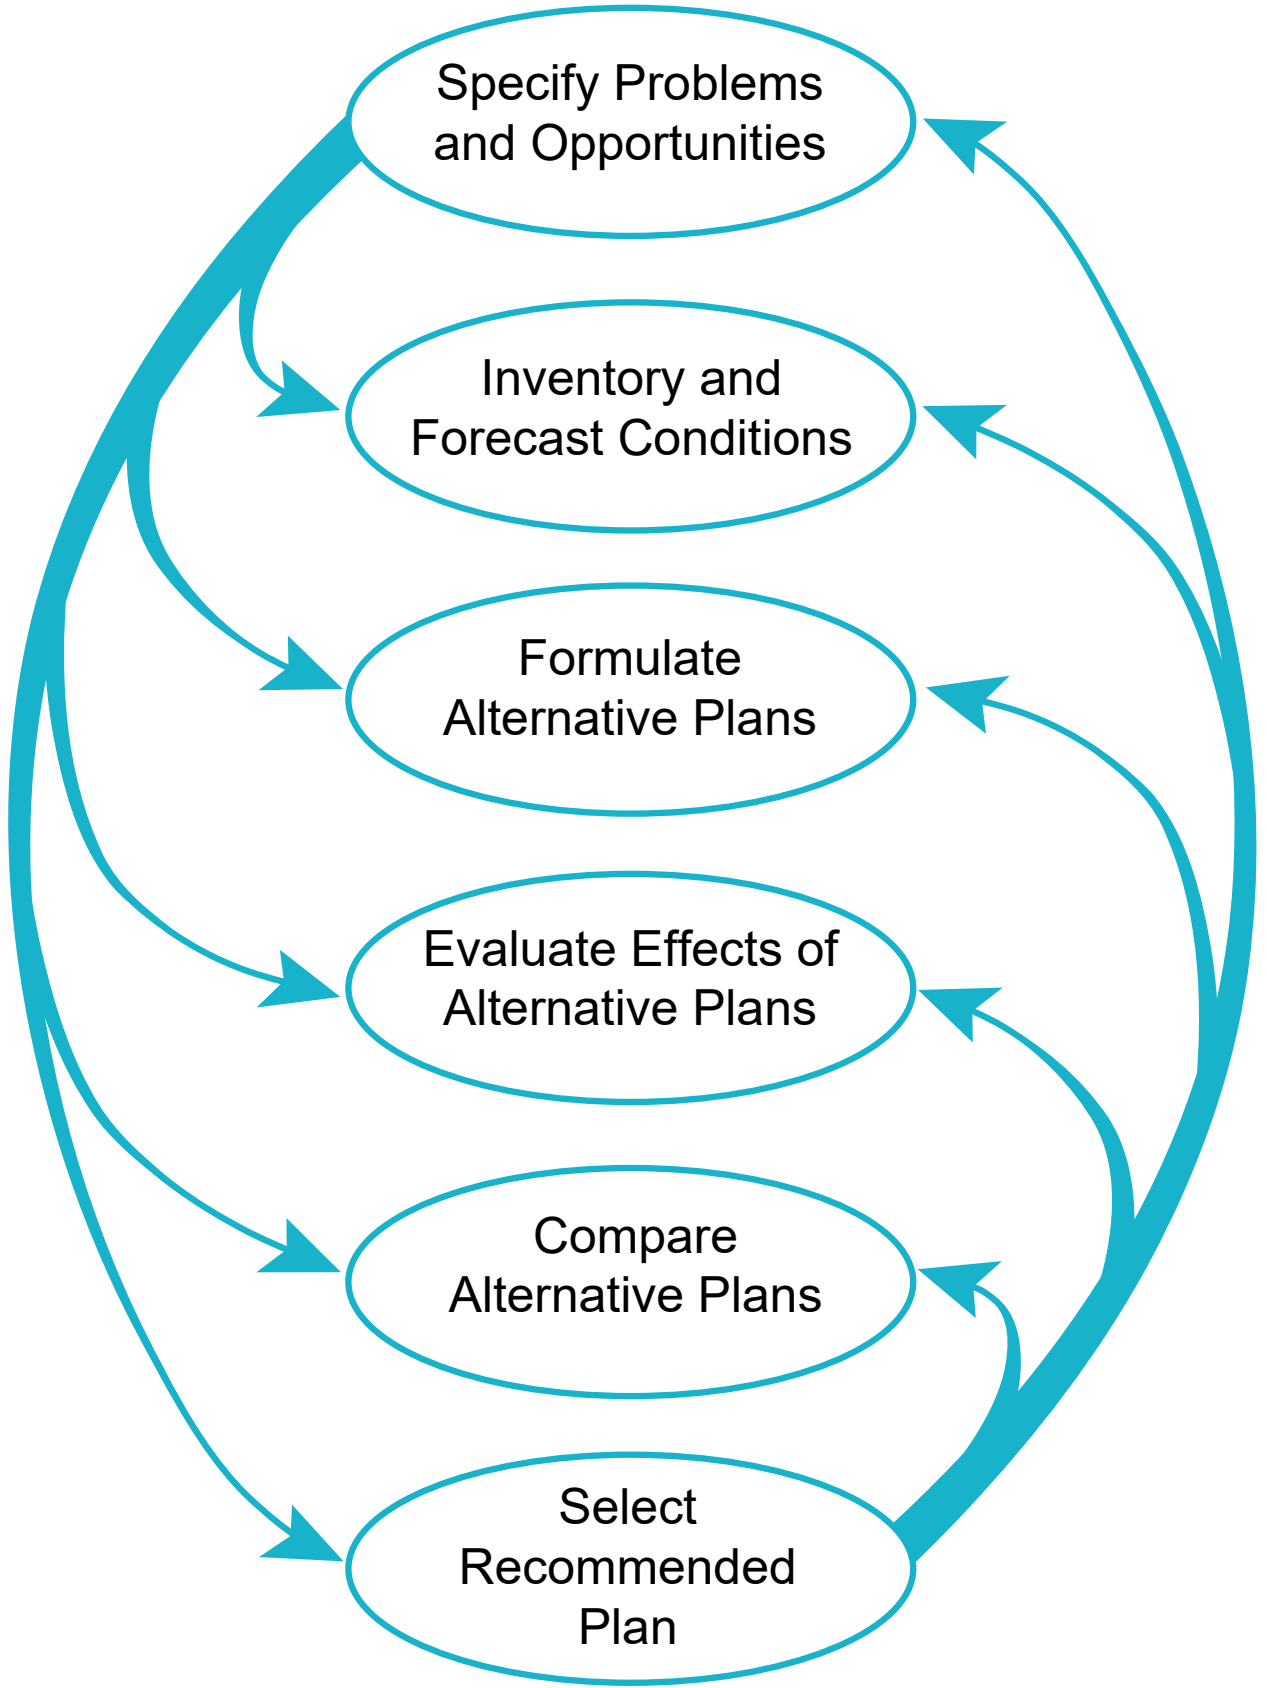 Specify Problems
and Opportunities
Inventory and
Forecast Conditions
Formulate
Alternative Plans
Evaluate Effects of
Alternative Plans
Compare
Alternative Plans
Select
Recommended
Plan